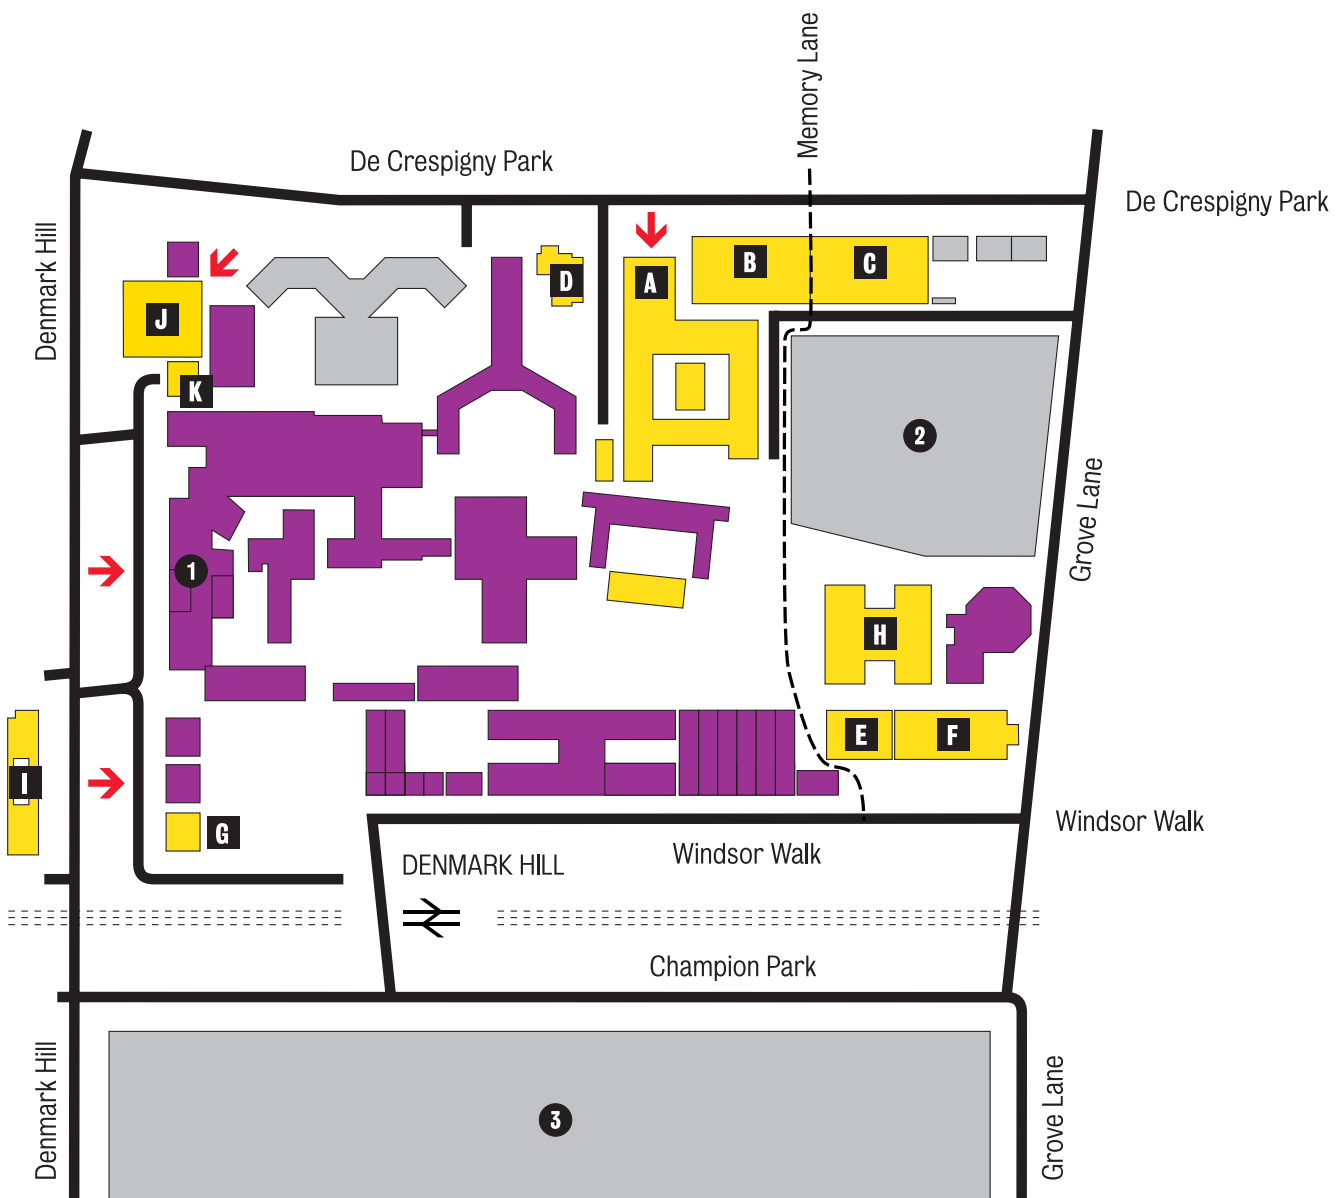 Memory Lane
De Crespigny Park
De Crespigny Park
Denmark Hill
A
B
C
D
J
K
2
Grove Lane
1
H
E
F
I
G
Windsor Walk
Windsor Walk
DENMARK HILL
Champion Park
Denmark Hill
3
Grove Lane